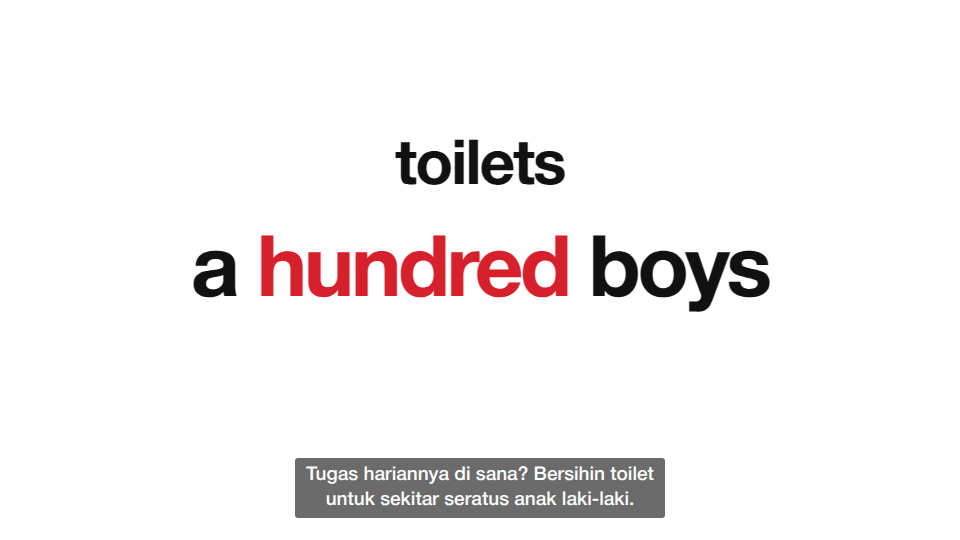 toilets
a hundred boys
Tugas hariannya di sana? Bersihin toilet
untuk sekitar seratus anak laki-laki.